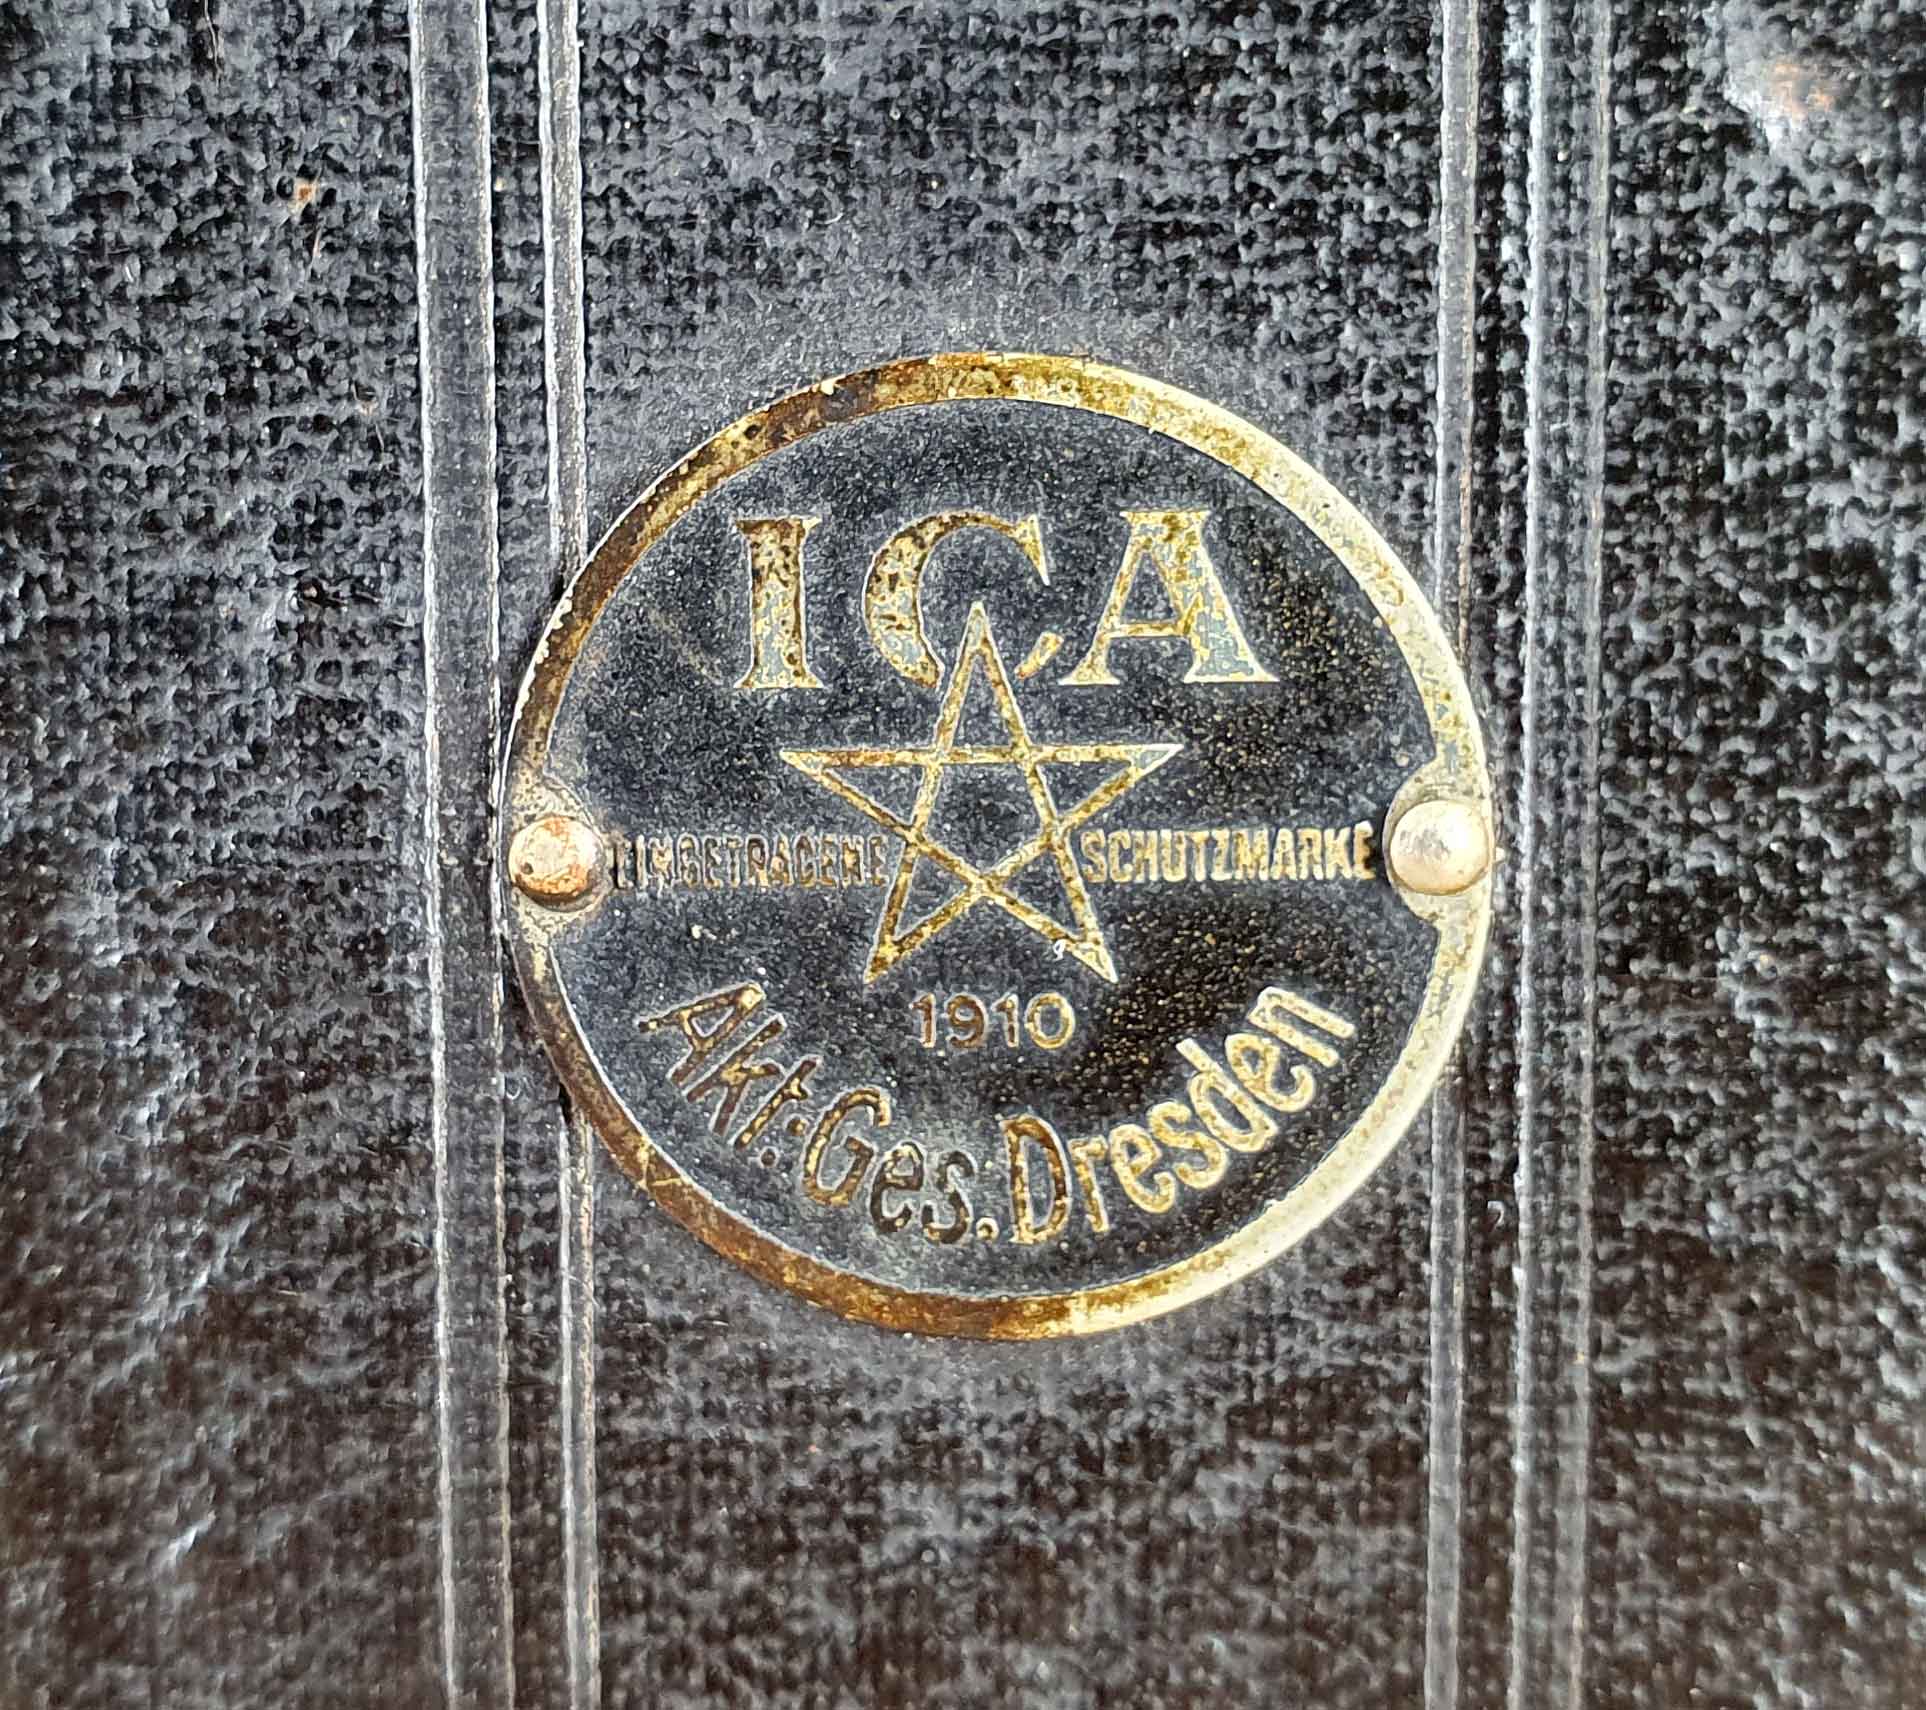 ICA
EINGETRAGENE SCHUTZMARKE
1910
Akt:Ges. Dresden